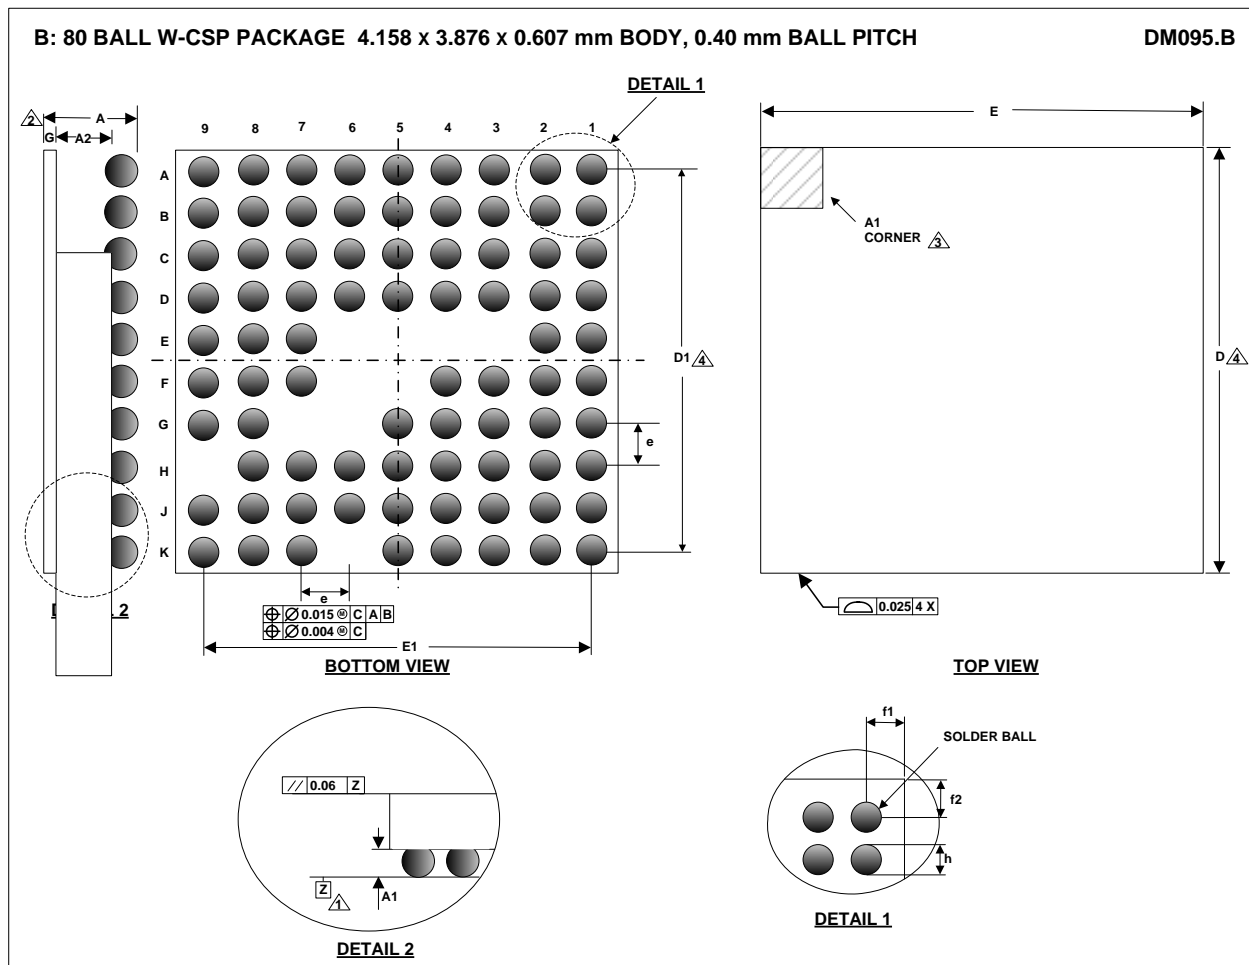 B: 80 BALL W-CSP PACKAGE 4.158 x 3.876 x 0.607 mm BODY, 0.40 mm BALL PITCH DM095.B
DETAIL 1
2 A
G A2
9 8 7 6 5 4 3 2 1
A
B
C
D
E
F
G
H
J
K
D1 4
e
e
⌖ ⌀ 0.015 Ⓜ C A B
⌖ ⌀ 0.004 Ⓜ C
E1
BOTTOM VIEW
2
E
A1
CORNER 3
D 4
⌓ 0.025 4 X
TOP VIEW
// 0.06 Z
Z 1
A1
DETAIL 2
f1
SOLDER BALL
f2
h
DETAIL 1